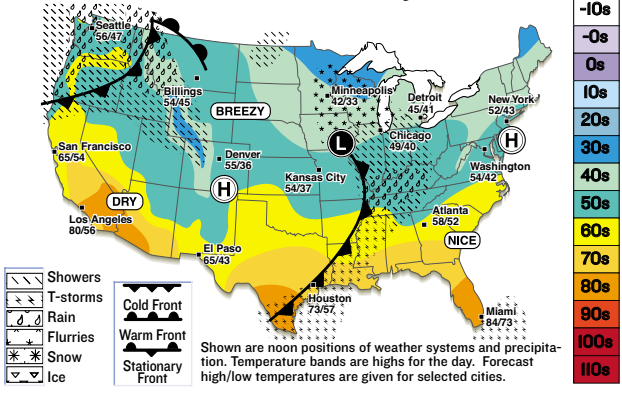 Seattle
56/47
Billings
54/45
BREEZY
Minneapolis
42/33
Detroit
45/41
New York
52/43
L
Chicago
49/40
H
San Francisco
65/54
Denver
55/36
Kansas City
54/37
Washington
54/42
H
DRY
Los Angeles
80/56
Atlanta
58/52
NICE
El Paso
65/43
Houston
73/57
Miami
84/73
Showers
T-storms
Rain
Flurries
Snow
Ice
Cold Front
Warm Front
Stationary
Front
Shown are noon positions of weather systems and precipita-
tion. Temperature bands are highs for the day. Forecast
high/low temperatures are given for selected cities.
-10s
-0s
0s
10s
20s
30s
40s
50s
60s
70s
80s
90s
100s
110s